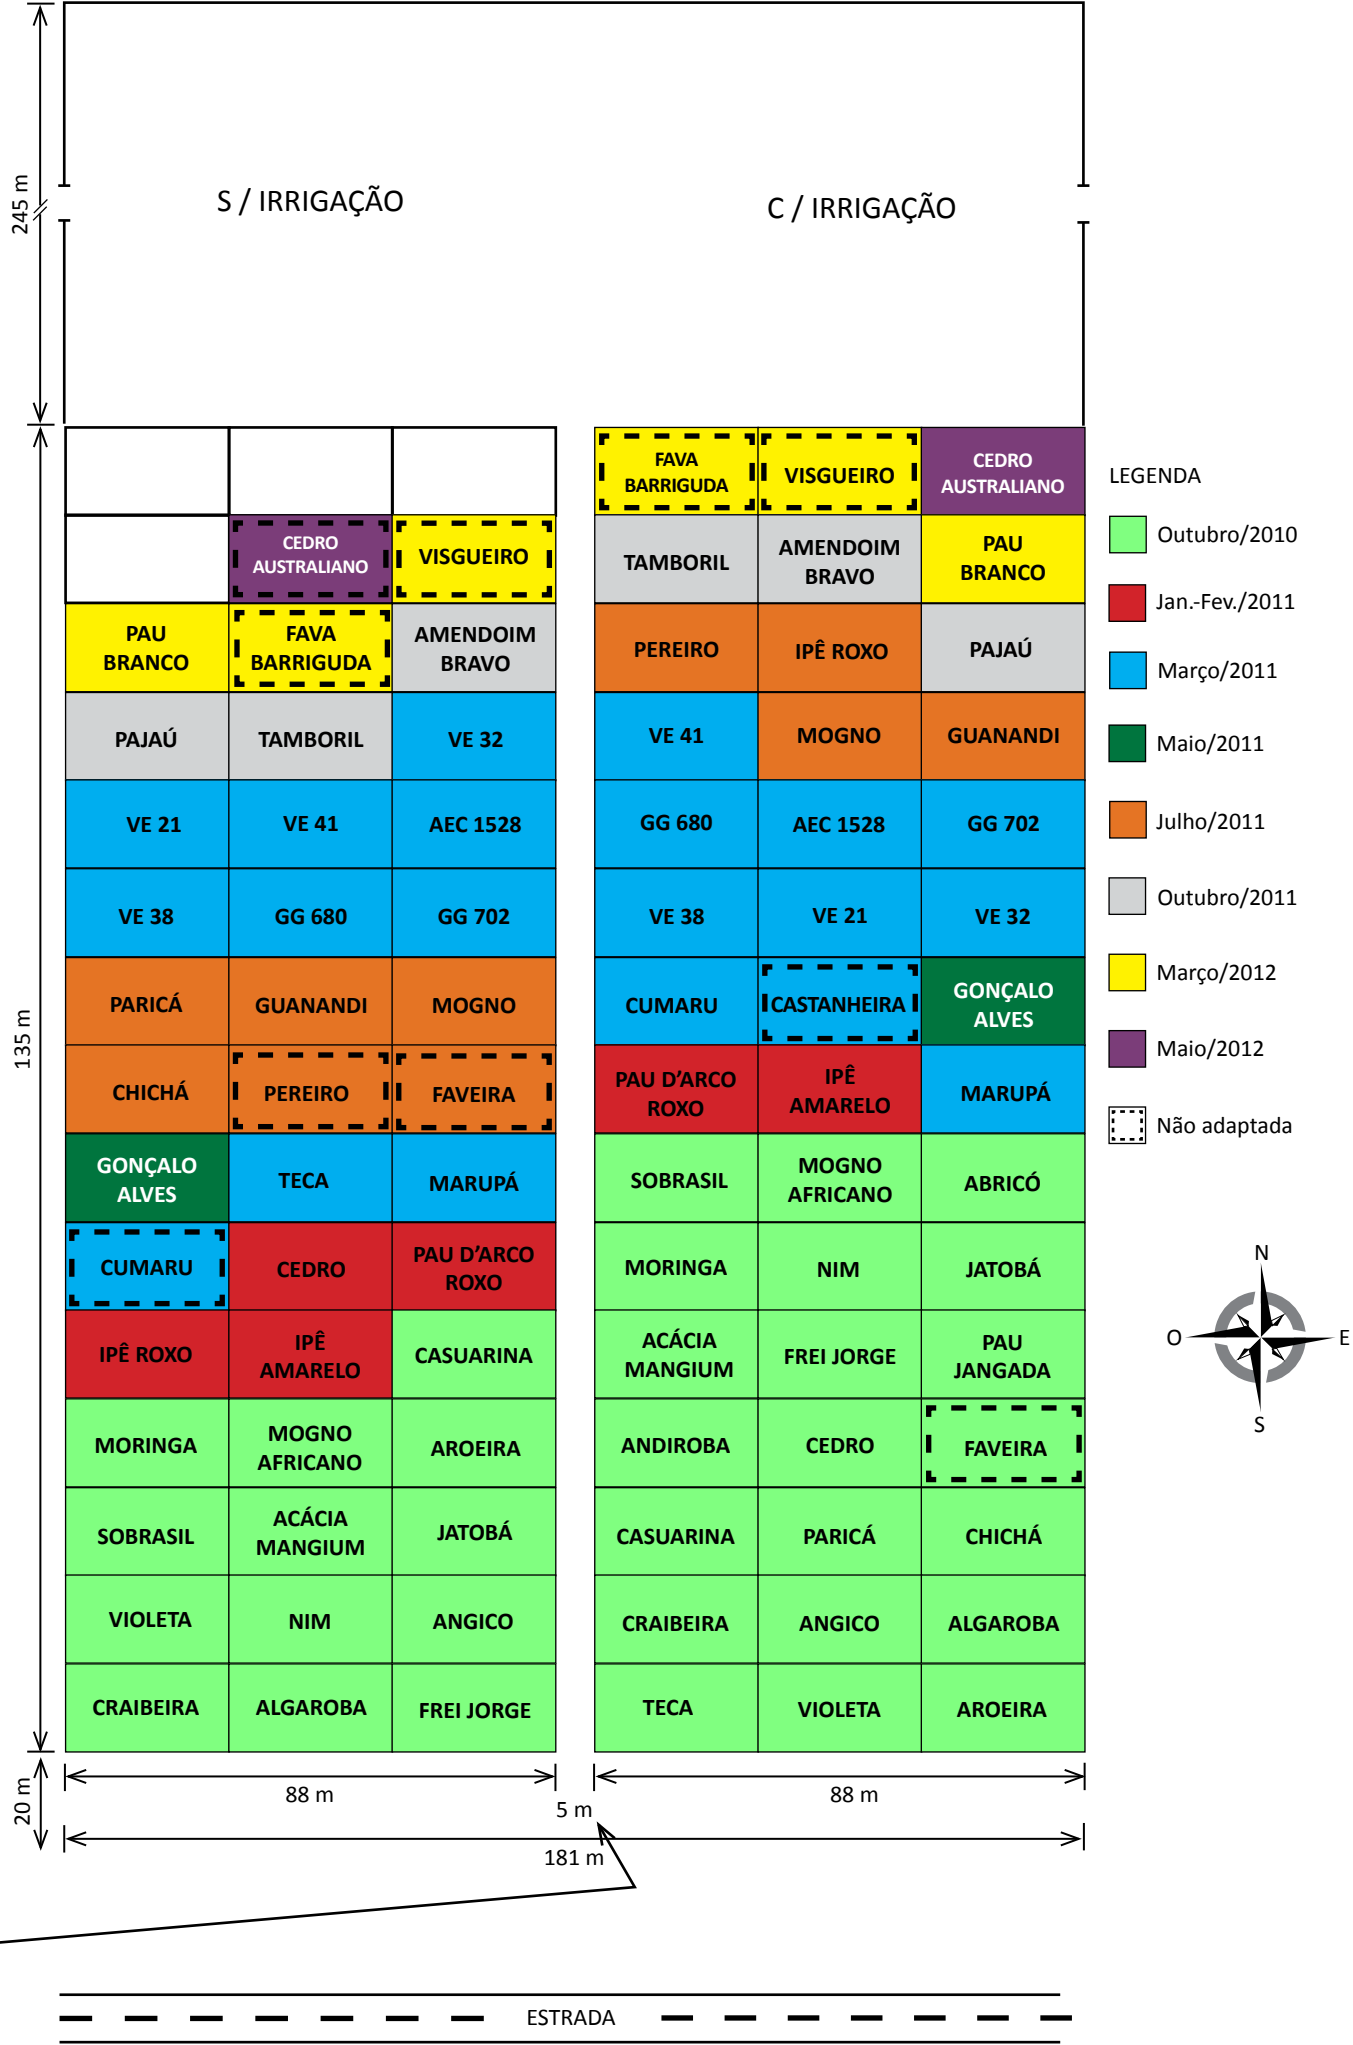 245 m
S / IRRIGAÇÃO
C / IRRIGAÇÃO
135 m
CEDRO
AUSTRALIANO
VISGUEIRO
PAU
BRANCO
FAVA
BARRIGUDA
AMENDOIM
BRAVO
PAJAÚ
TAMBORIL
VE 32
VE 21
VE 41
AEC 1528
VE 38
GG 680
GG 702
PARICÁ
GUANANDI
MOGNO
CHICHÁ
PEREIRO
FAVEIRA
GONÇALO
ALVES
TECA
MARUPÁ
CUMARU
CEDRO
PAU D'ARCO
ROXO
IPÊ ROXO
IPÊ
AMARELO
CASUARINA
MORINGA
MOGNO
AFRICANO
AROEIRA
SOBRASIL
ACÁCIA
MANGIUM
JATOBÁ
VIOLETA
NIM
ANGICO
CRAIBEIRA
ALGAROBA
FREI JORGE
FAVA
BARRIGUDA
VISGUEIRO
CEDRO
AUSTRALIANO
TAMBORIL
AMENDOIM
BRAVO
PAU
BRANCO
PEREIRO
IPÊ ROXO
PAJAÚ
VE 41
MOGNO
GUANANDI
GG 680
AEC 1528
GG 702
VE 38
VE 21
VE 32
CUMARU
CASTANHEIRA
GONÇALO
ALVES
PAU D'ARCO
ROXO
IPÊ
AMARELO
MARUPÁ
SOBRASIL
MOGNO
AFRICANO
ABRICÓ
MORINGA
NIM
JATOBÁ
ACÁCIA
MANGIUM
FREI JORGE
PAU
JANGADA
ANDIROBA
CEDRO
FAVEIRA
CASUARINA
PARICÁ
CHICHÁ
CRAIBEIRA
ANGICO
ALGAROBA
TECA
VIOLETA
AROEIRA
LEGENDA
Outubro/2010
Jan.-Fev./2011
Março/2011
Maio/2011
Julho/2011
Outubro/2011
Março/2012
Maio/2012
Não adaptada
N
O
E
S
20 m
88 m
88 m
5 m
181 m
ESTRADA